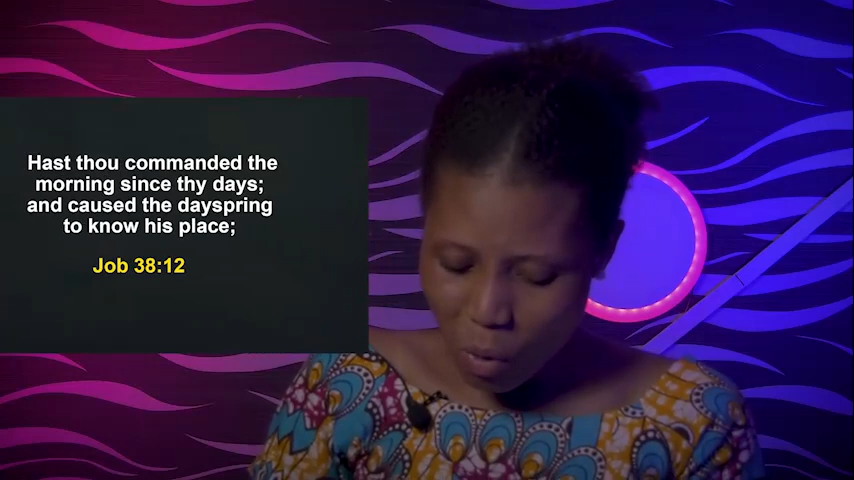 Hast thou commanded the
morning since thy days;
and caused the dayspring
to know his place;
Job 38:12